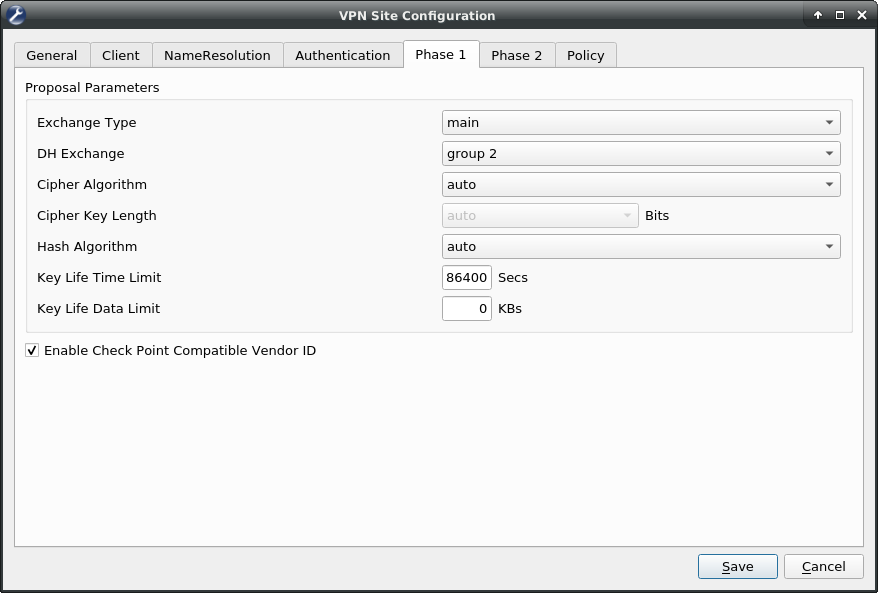 VPN Site Configuration
General Client NameResolution Authentication Phase 1 Phase 2 Policy
Proposal Parameters
Exchange Type main
DH Exchange group 2
Cipher Algorithm auto
Cipher Key Length auto Bits
Hash Algorithm auto
Key Life Time Limit 86400 Secs
Key Life Data Limit 0 KBs
Enable Check Point Compatible Vendor ID
Save Cancel